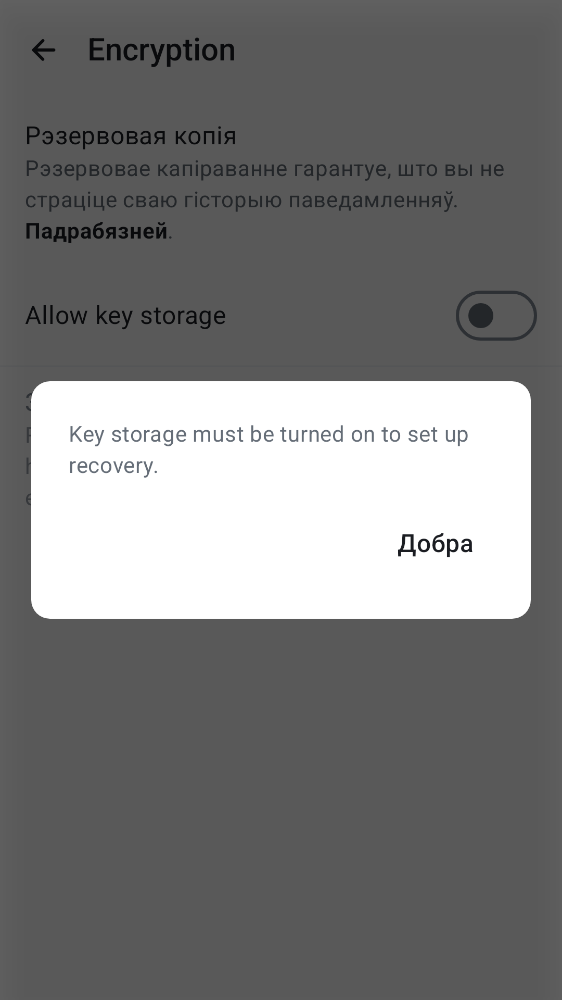 Encryption
Рэзервовая копія
Рэзервовае капіраванне гарантуе, што вы не
страціце сваю гісторыю паведамленняў.
Падрабязней.
Allow key storage
Key storage must be turned on to set up
recovery.
Добра